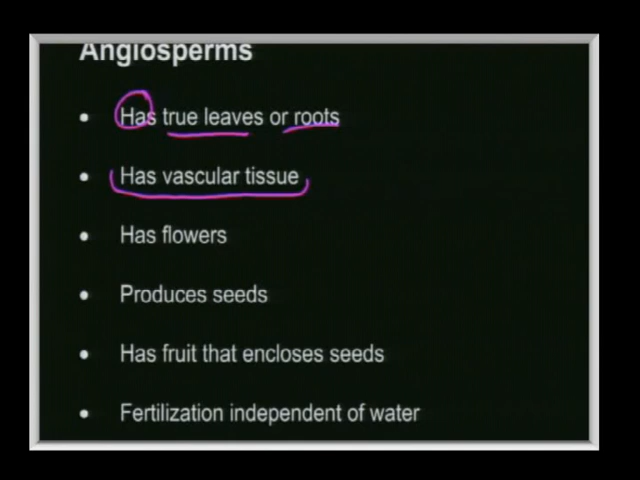 Angiosperms
• Has true leaves or roots
• Has vascular tissue
• Has flowers
• Produces seeds
• Has fruit that encloses seeds
• Fertilization independent of water